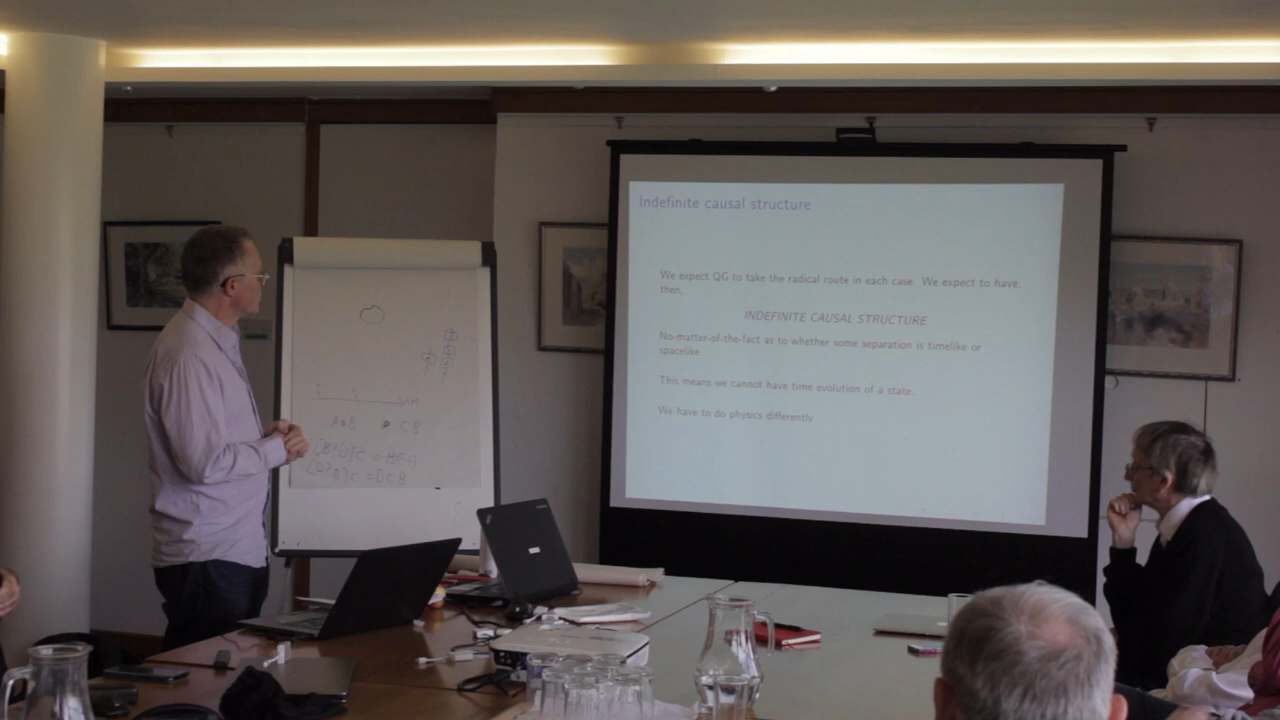 Indefinite causal structure
We expect QG to take the radical route in each case. We expect to have,
then,
INDEFINITE CAUSAL STRUCTURE
No-matter-of-the-fact as to whether some separation is timelike or
spacelike
This means we cannot have time evolution of a state.
We have to do physics differently
CB
[D?B]C = DCB